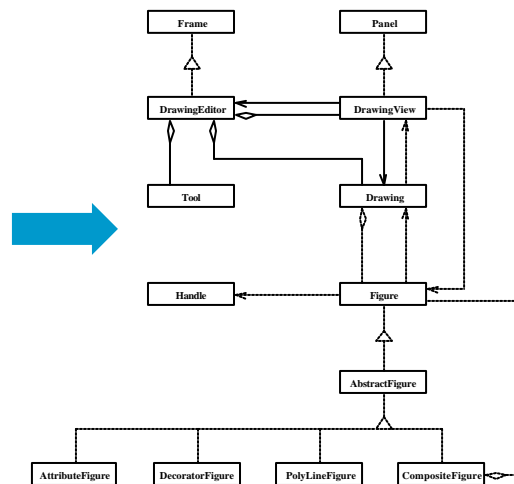 Frame
Panel
DrawingEditor
DrawingView
Tool
Drawing
Handle
Figure
AbstractFigure
AttributeFigure
DecoratorFigure
PolyLineFigure
CompositeFigure